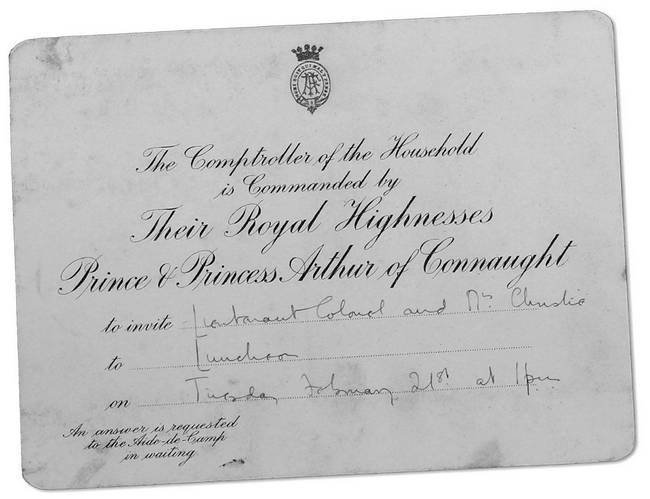 The Comptroller of the Household
is Commanded by
Their Royal Highnesses
Prince & Princess Arthur of Connaught
to invite Lieutenant Colonel and Mrs Christie
to Luncheon
on Tuesday February 21st at 1pm
An answer is requested
to the Aide-de-Camp
in waiting